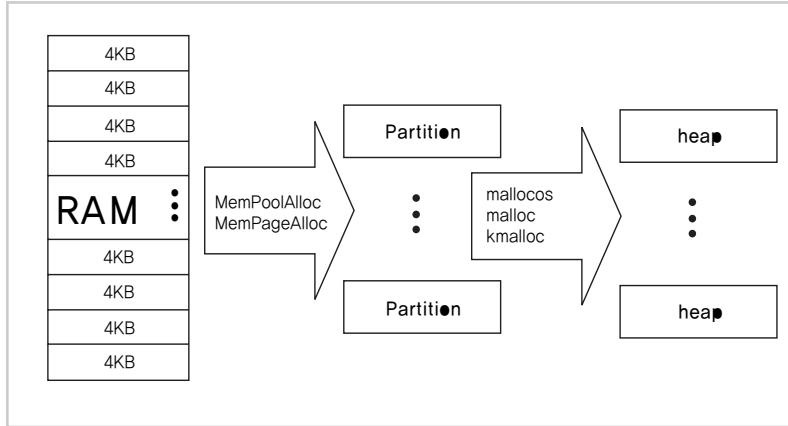 4KB
4KB
4KB
4KB
RAM
4KB
4KB
4KB
4KB
MemPoolAlloc
MemPageAlloc
Partition
Partition
mallocos
malloc
kmalloc
heap
heap